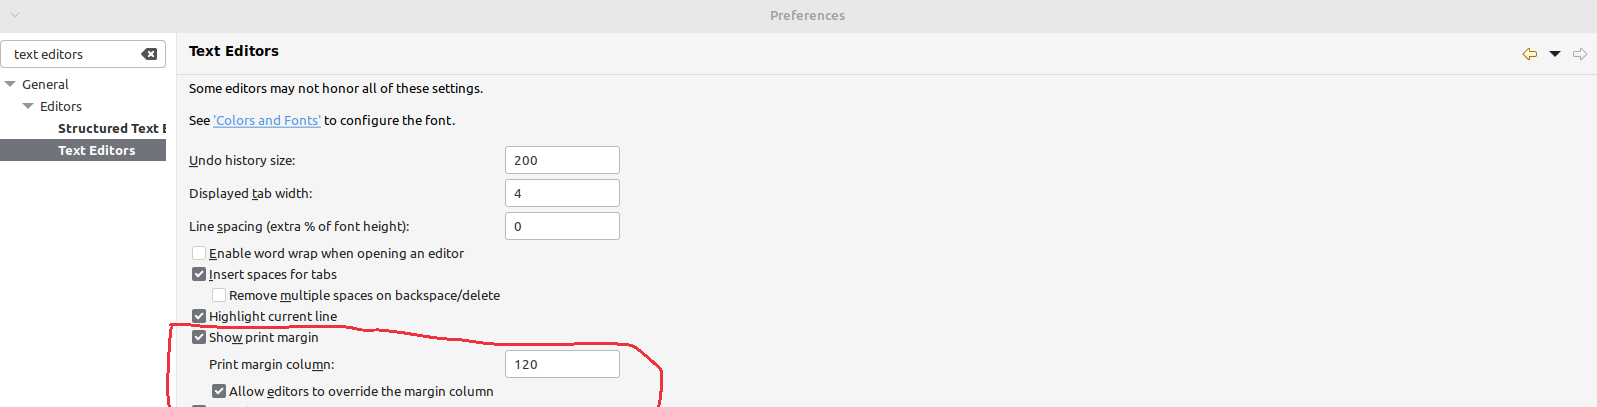 Preferences
text editors
General
Editors
Structured Text E
Text Editors
Text Editors
Some editors may not honor all of these settings.
See 'Colors and Fonts' to configure the font.
Undo history size: 200
Displayed tab width: 4
Line spacing (extra % of font height): 0
Enable word wrap when opening an editor
Insert spaces for tabs
Remove multiple spaces on backspace/delete
Highlight current line
Show print margin
Print margin column: 120
Allow editors to override the margin column